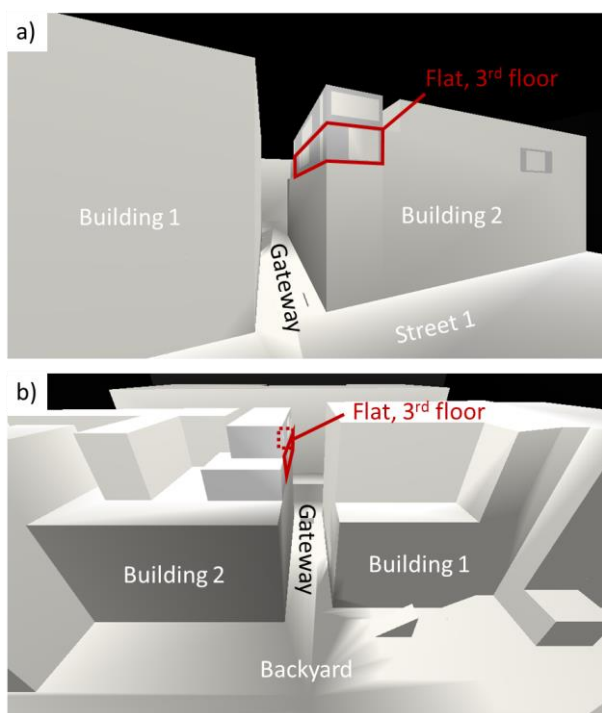 a)
Flat, 3rd floor
Building 1
Building 2
Gateway
Street 1
b)
Flat, 3rd floor
Gateway
Building 2
Building 1
Backyard